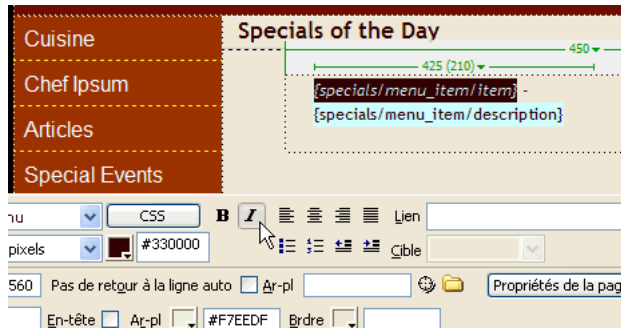 Cuisine
Specials of the Day
450
425 (210)
Chef Ipsum
{specials/menu_item/item} -
{specials/menu_item/description}
Articles
Special Events
nu CSS B I Lien
pixels #330000 Cible
560 Pas de retour à la ligne auto Ar-pl Propriétés de la pag
En-tête Ar-pl #F7EEDF Brdre